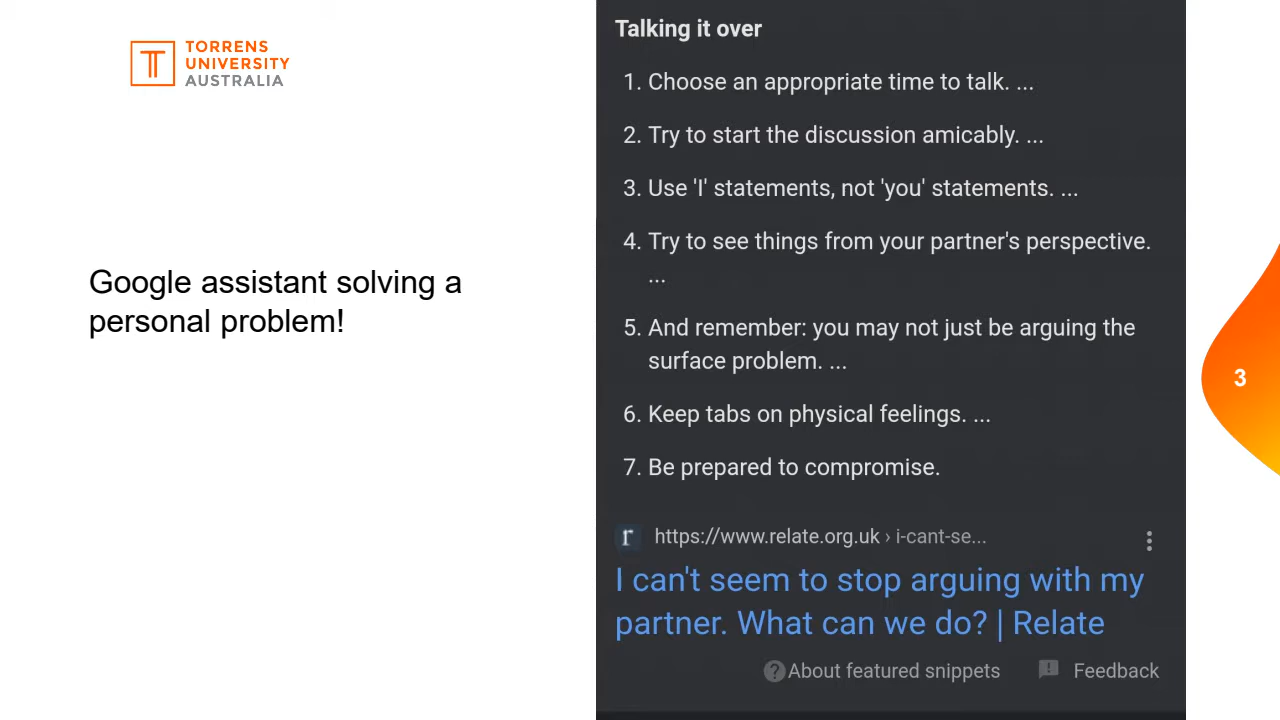 TORRENS
UNIVERSITY
AUSTRALIA
Google assistant solving a
personal problem!
Talking it over
1. Choose an appropriate time to talk. ...
2. Try to start the discussion amicably. ...
3. Use 'I' statements, not 'you' statements. ...
4. Try to see things from your partner's perspective.
...
5. And remember: you may not just be arguing the
surface problem. ...
6. Keep tabs on physical feelings. ...
7. Be prepared to compromise.
r https://www.relate.org.uk › i-cant-se...
I can't seem to stop arguing with my
partner. What can we do? | Relate
About featured snippets Feedback
3